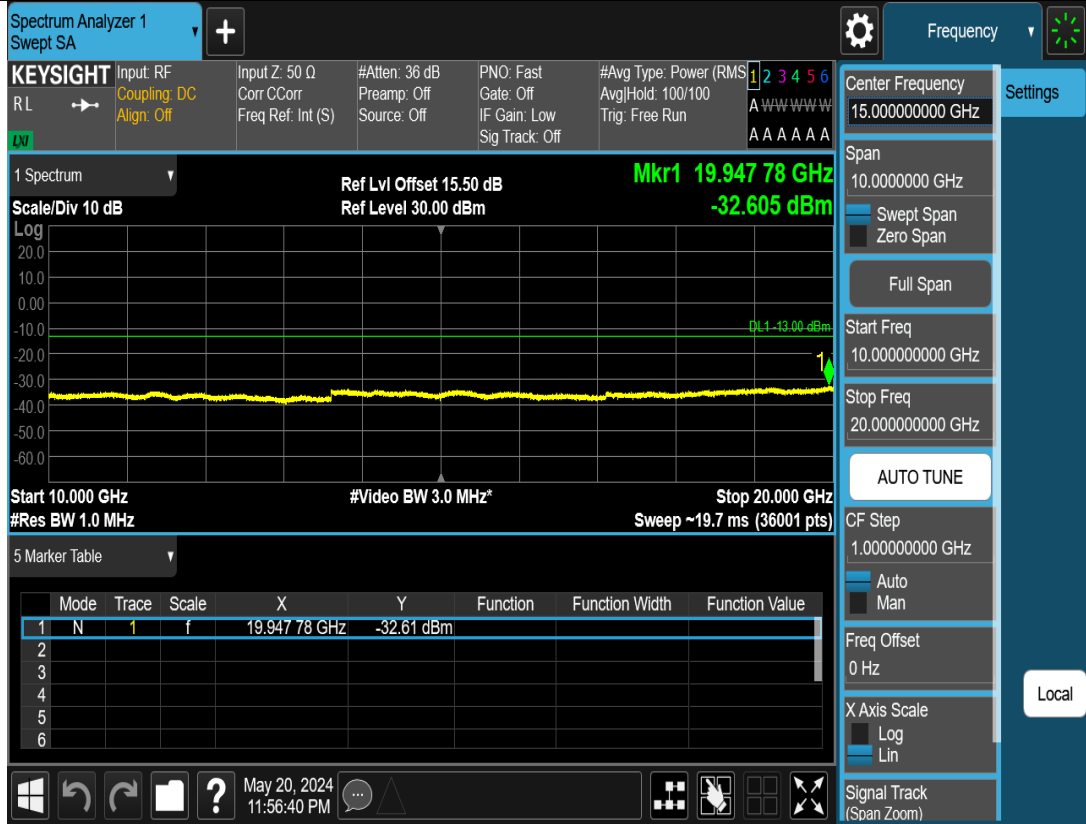 Spectrum Analyzer 1
Swept SA
+
Frequency
KEYSIGHT
RL
LXI
Input: RF
Coupling: DC
Align: Off
Input Z: 50 Ω
Corr CCorr
Freq Ref: Int (S)
#Atten: 36 dB
Preamp: Off
Source: Off
PNO: Fast
Gate: Off
IF Gain: Low
Sig Track: Off
#Avg Type: Power (RMS
Avg|Hold: 100/100
Trig: Free Run
1 2 3 4 5 6
A W W W W W
A A A A A A
1 Spectrum
Scale/Div 10 dB
Ref Lvl Offset 15.50 dB
Ref Level 30.00 dBm
Mkr1 19.947 78 GHz
-32.605 dBm
Log
20.0
10.0
0.00
-10.0
-20.0
-30.0
-40.0
-50.0
-60.0
DL1 -13.00 dBm
1
Start 10.000 GHz
#Video BW 3.0 MHz*
Stop 20.000 GHz
#Res BW 1.0 MHz
Sweep ~19.7 ms (36001 pts)
5 Marker Table
Mode Trace Scale X Y Function Function Width Function Value
1 N 1 f 19.947 78 GHz -32.61 dBm
2
3
4
5
6
?
May 20, 2024
11:56:40 PM
Center Frequency
15.000000000 GHz
Settings
Span
10.0000000 GHz
Swept Span
Zero Span
Full Span
Start Freq
10.000000000 GHz
Stop Freq
20.000000000 GHz
AUTO TUNE
CF Step
1.000000000 GHz
Auto
Man
Freq Offset
0 Hz
Local
X Axis Scale
Log
Lin
Signal Track
(Span Zoom)